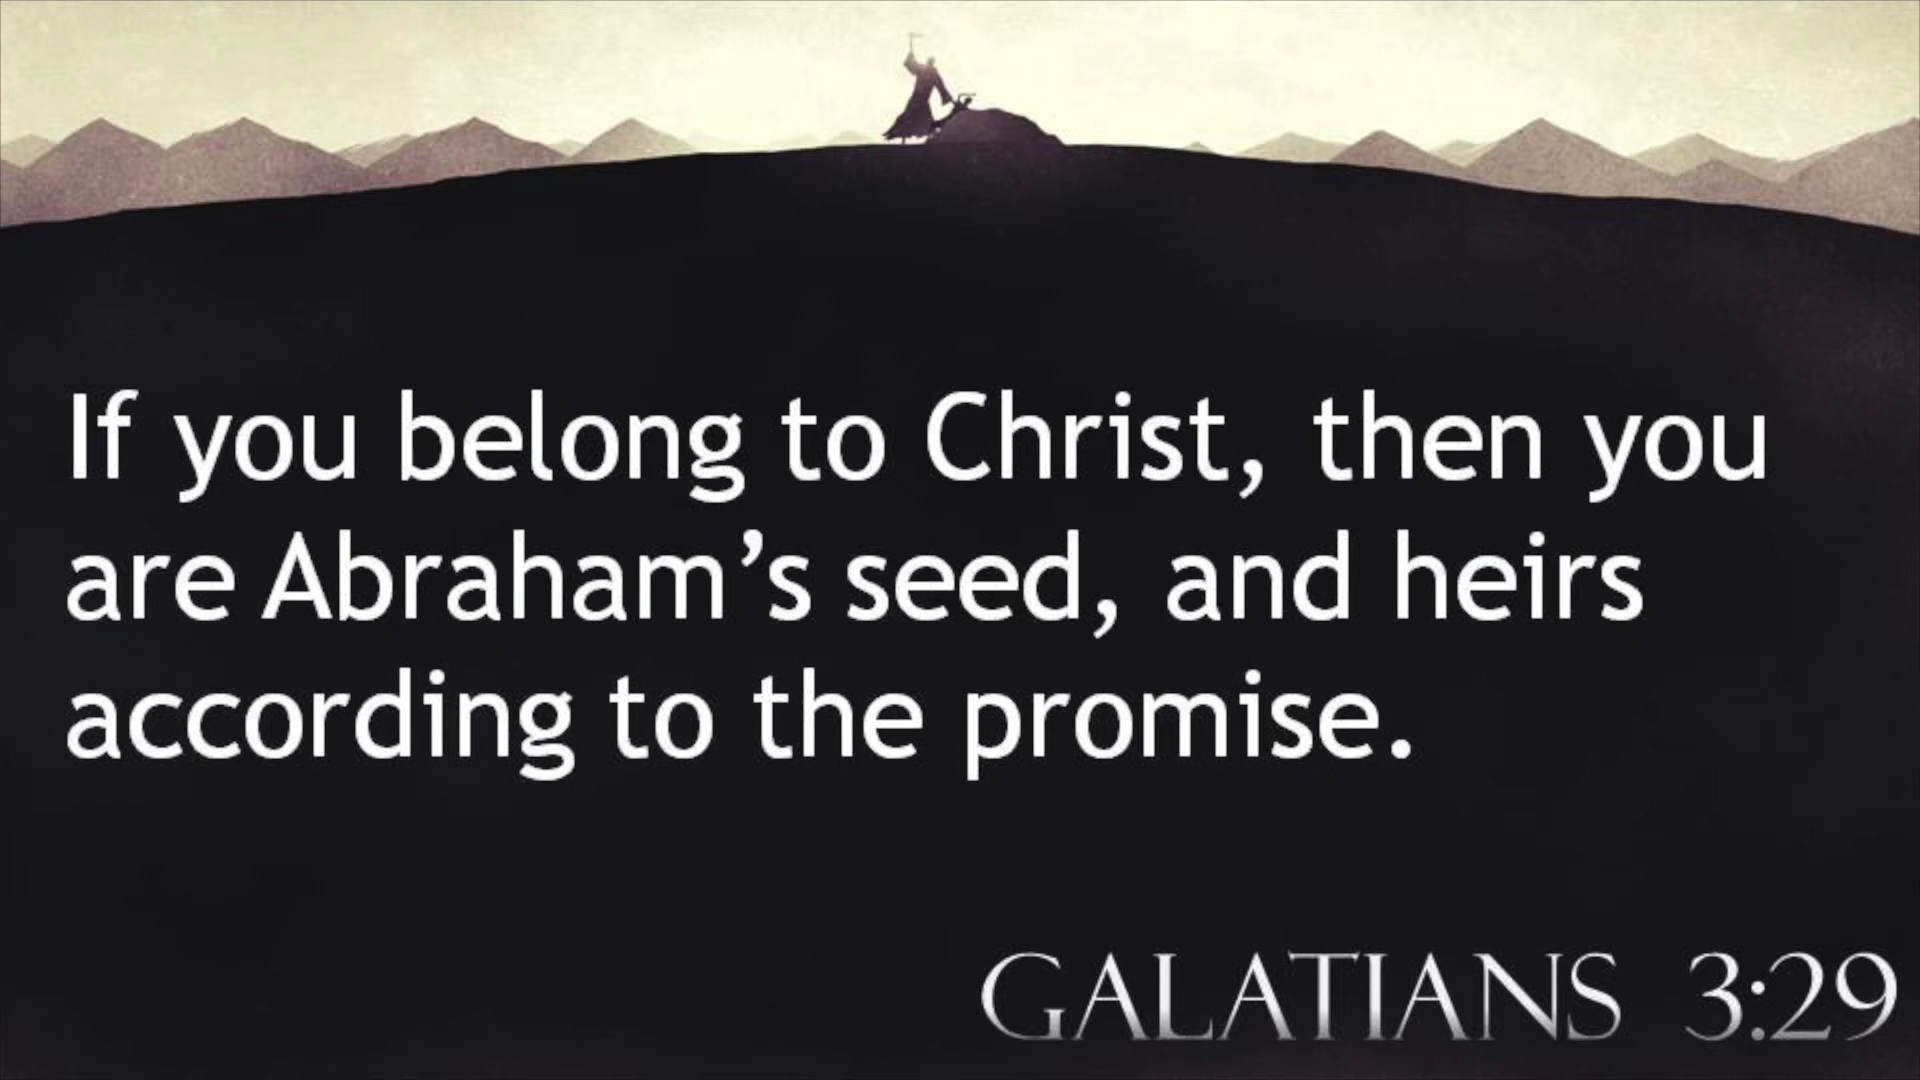 If you belong to Christ, then you
are Abraham’s seed, and heirs
according to the promise.
GALATIANS 3:29